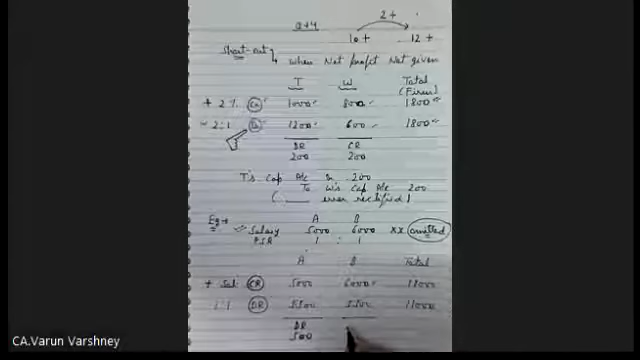 Q+4
2+
10+ 12+
Short-cut
When Net profit Not given
T W Total
(Firm)
+ 2% CR 1000 800 1800
- 2:1 DR 1200 600 1800
DR CR
200 200
T's Cap A/c Dr 200
To W's Cap A/c 200
( error rectified )
A B
Eg→ Salary 5000 6000 xx omitted
PSR 1 : 1
A B Total
+ Sal CR 5000 6000 11000
1:1 DR 5500 5500 11000
DR
500
CA.Varun Varshney